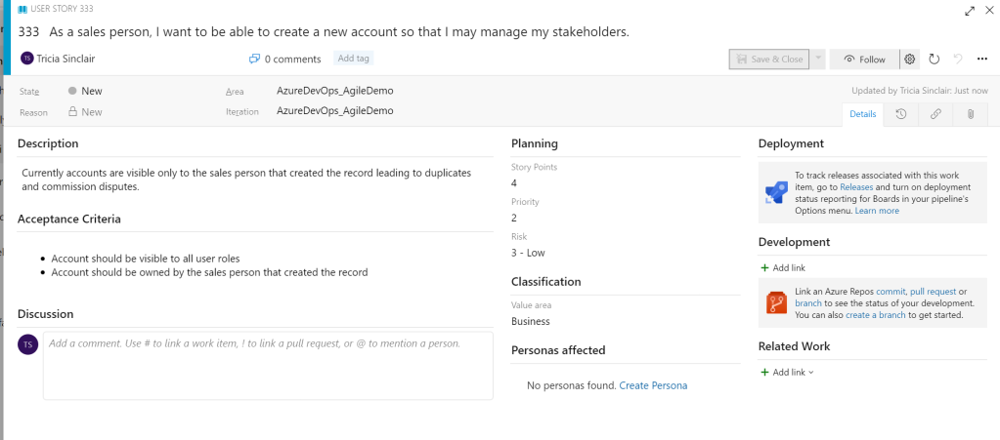 USER STORY 333
333 As a sales person, I want to be able to create a new account so that I may manage my stakeholders.
TS Tricia Sinclair
0 comments
Add tag
Save & Close
Follow
State
New
Area
AzureDevOps_AgileDemo
Updated by Tricia Sinclair: Just now
Reason
New
Iteration
AzureDevOps_AgileDemo
Details
Description
Currently accounts are visible only to the sales person that created the record leading to duplicates
and commission disputes.
Acceptance Criteria
• Account should be visible to all user roles
• Account should be owned by the sales person that created the record
Discussion
TS
Add a comment. Use # to link a work item, ! to link a pull request, or @ to mention a person.
Planning
Story Points
4
Priority
2
Risk
3 - Low
Classification
Value area
Business
Personas affected
No personas found. Create Persona
Deployment
To track releases associated with this work
item, go to Releases and turn on deployment
status reporting for Boards in your pipeline's
Options menu. Learn more
Development
+ Add link
Link an Azure Repos commit, pull request or
branch to see the status of your development.
You can also create a branch to get started.
Related Work
+ Add link